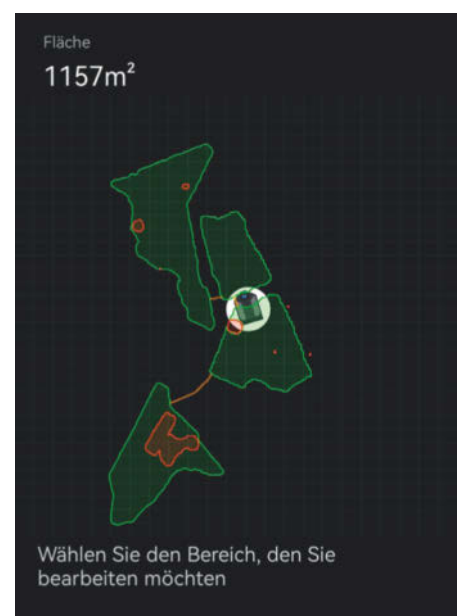 Fläche
1157m²
Wählen Sie den Bereich, den Sie
bearbeiten möchten